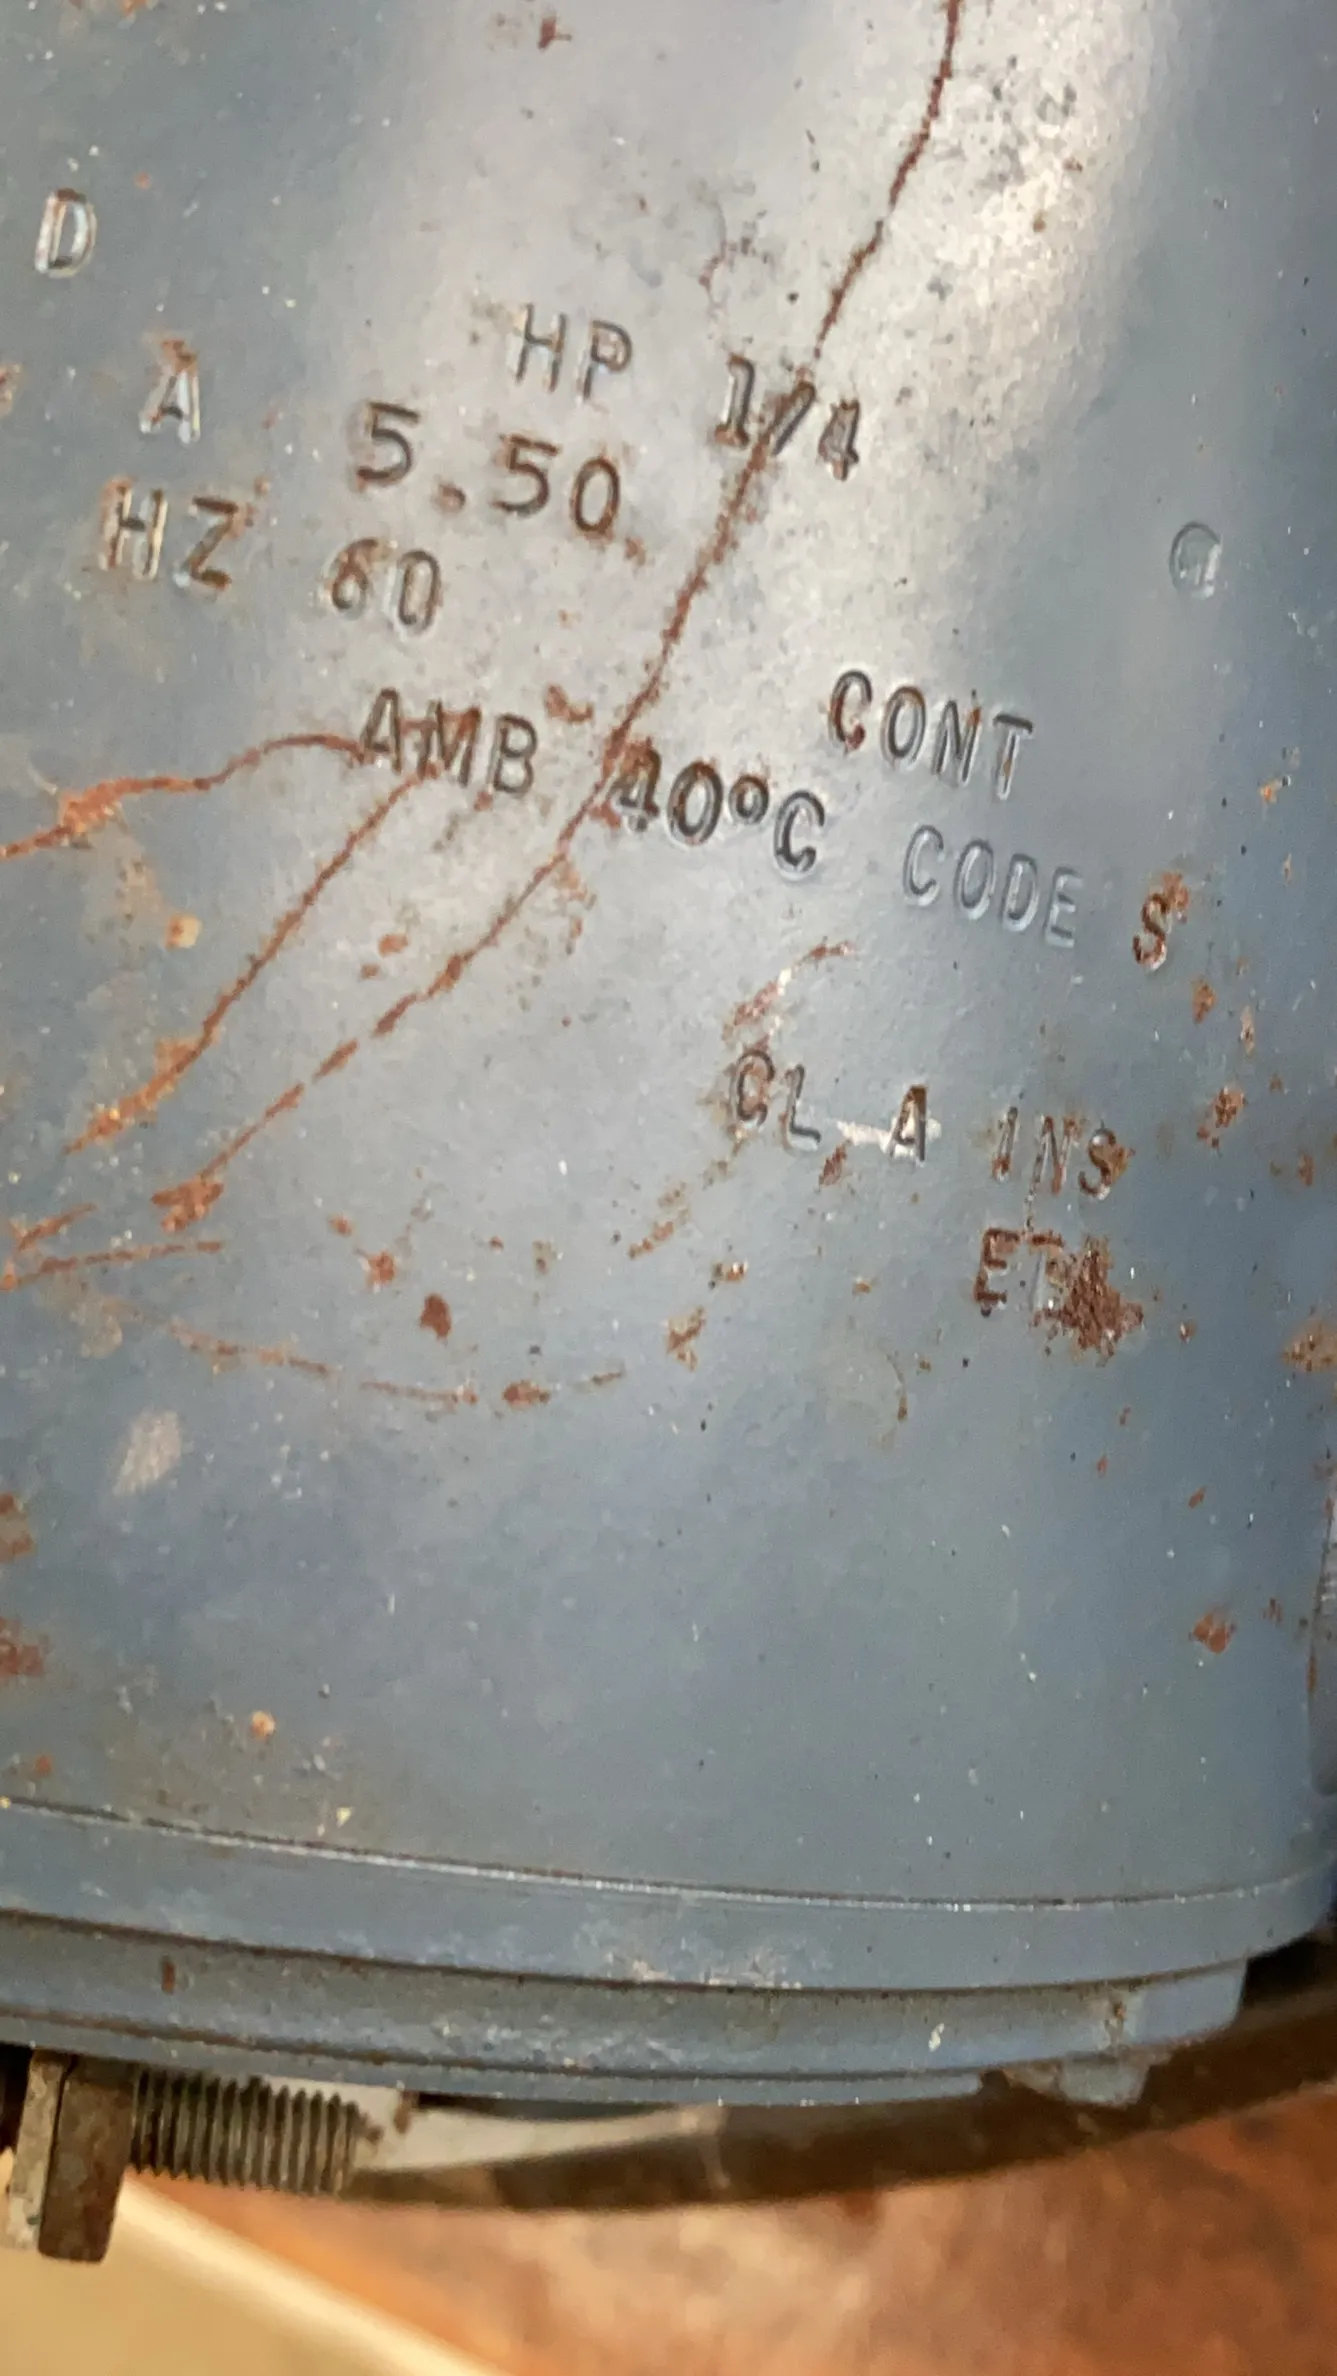 D
HP 1/4
A 5.50
HZ 60
CONT
AMB 40°C CODE S
CL A INS